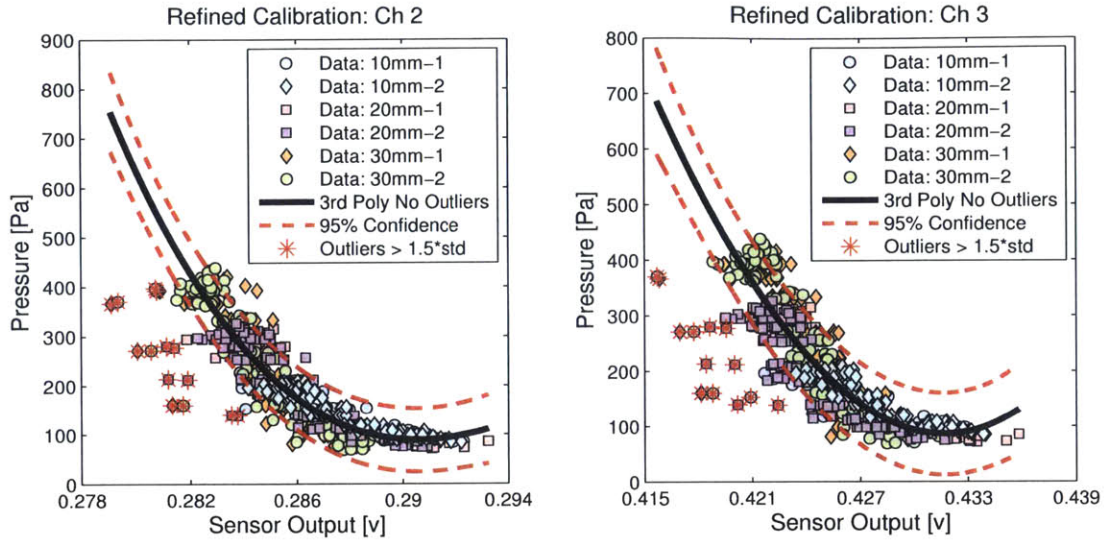 Refined Calibration: Ch 2
900
800
700
600
500
400
300
200
100
0
Pressure [Pa]
Data: 10mm−1
Data: 10mm−2
Data: 20mm−1
Data: 20mm−2
Data: 30mm−1
Data: 30mm−2
3rd Poly No Outliers
95% Confidence
Outliers > 1.5*std
0.278 0.282 0.286 0.29 0.294
Sensor Output [v]
Refined Calibration: Ch 3
800
700
600
500
400
300
200
100
0
Pressure [Pa]
Data: 10mm−1
Data: 10mm−2
Data: 20mm−1
Data: 20mm−2
Data: 30mm−1
Data: 30mm−2
3rd Poly No Outliers
95% Confidence
Outliers > 1.5*std
0.415 0.421 0.427 0.433 0.439
Sensor Output [v]